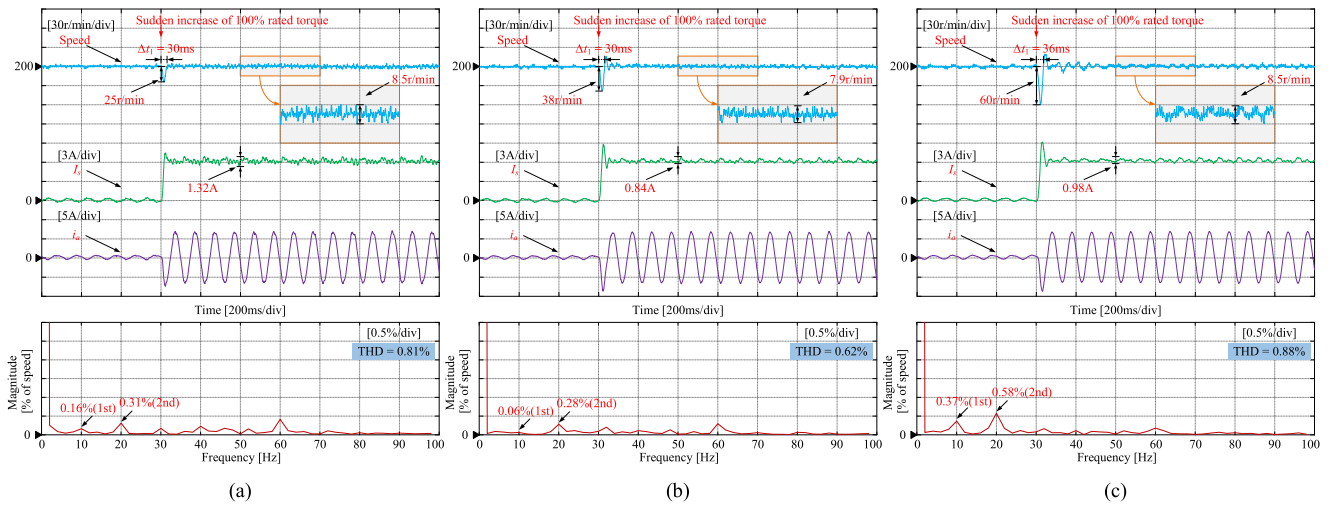 Sudden increase of 100% rated torque
[30r/min/div]
Speed
Δt₁ = 30ms
200
25r/min
8.5r/min
[3A/div]
Iₛ
1.32A
0
[5A/div]
iₐ
0
Time [200ms/div]
[0.5%/div]
THD = 0.81%
Magnitude
[% of speed]
0.16%(1st)
0.31%(2nd)
0
0 10 20 30 40 50 60 70 80 90 100
Frequency [Hz]
(a)
Sudden increase of 100% rated torque
[30r/min/div]
Speed
Δt₁ = 30ms
200
38r/min
7.9r/min
[3A/div]
Iₛ
0.84A
0
[5A/div]
iₐ
0
Time [200ms/div]
[0.5%/div]
THD = 0.62%
Magnitude
[% of speed]
0.06%(1st)
0.28%(2nd)
0
0 10 20 30 40 50 60 70 80 90 100
Frequency [Hz]
(b)
Sudden increase of 100% rated torque
[30r/min/div]
Speed
Δt₁ = 36ms
200
60r/min
8.5r/min
[3A/div]
Iₛ
0.98A
0
[5A/div]
iₐ
0
Time [200ms/div]
[0.5%/div]
THD = 0.88%
Magnitude
[% of speed]
0.37%(1st)
0.58%(2nd)
0
0 10 20 30 40 50 60 70 80 90 100
Frequency [Hz]
(c)